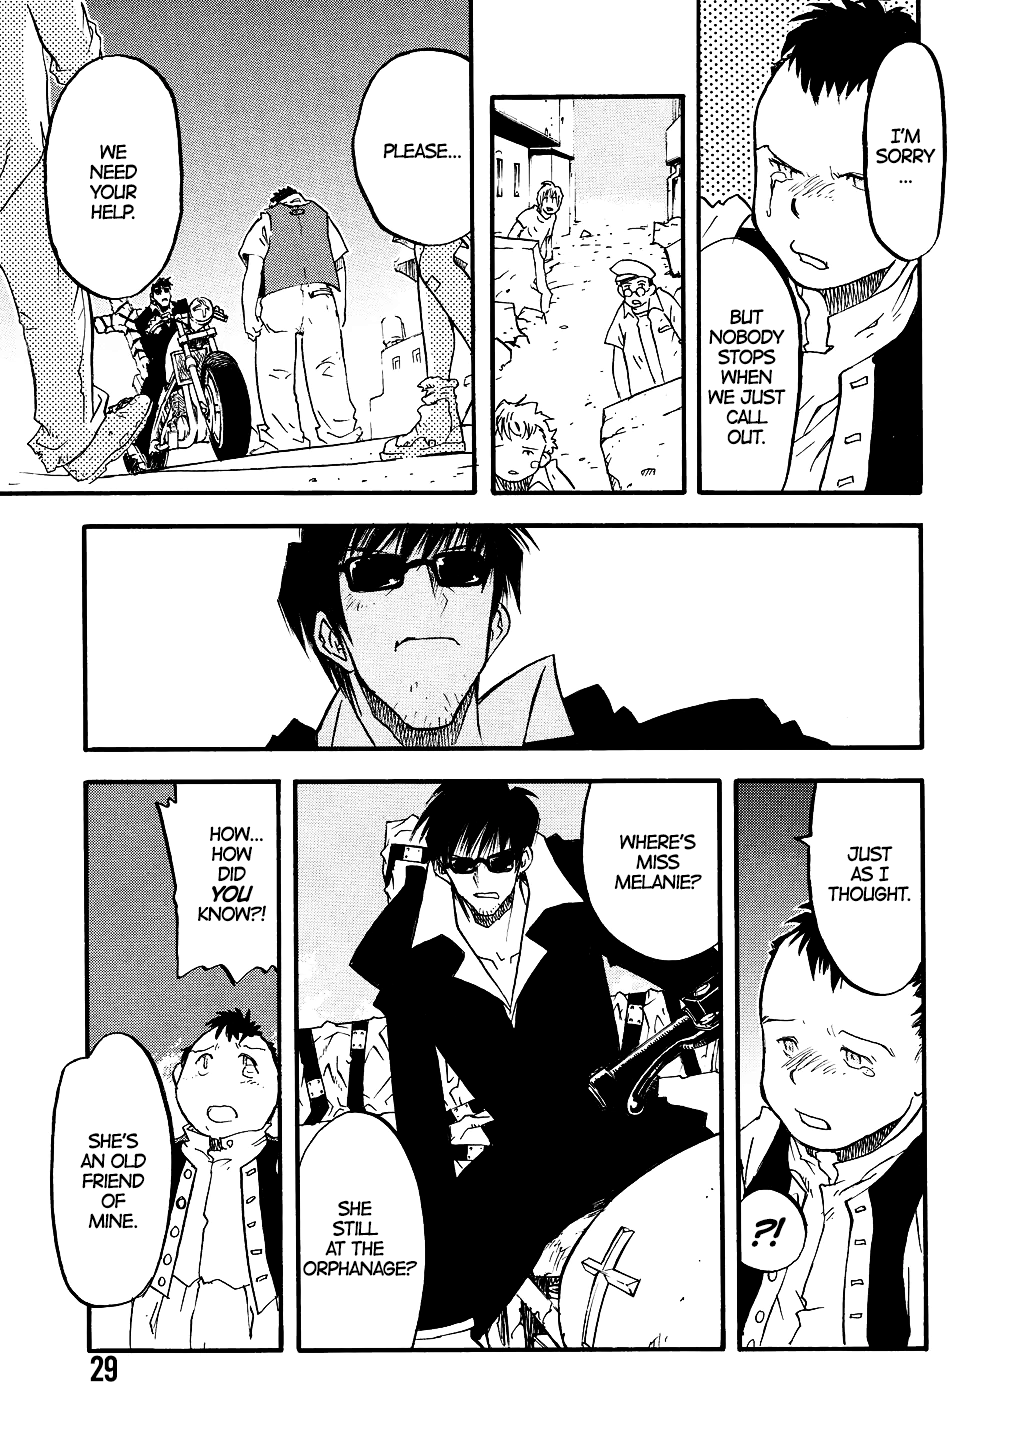 I'M
SORRY
...
BUT
NOBODY
STOPS
WHEN
WE JUST
CALL
OUT.
PLEASE...
WE
NEED
YOUR
HELP.
JUST
AS I
THOUGHT.
?!
WHERE'S
MISS
MELANIE?
SHE
STILL
AT THE
ORPHANAGE?
HOW...
HOW
DID
YOU
KNOW?!
SHE'S
AN OLD
FRIEND
OF
MINE.
29